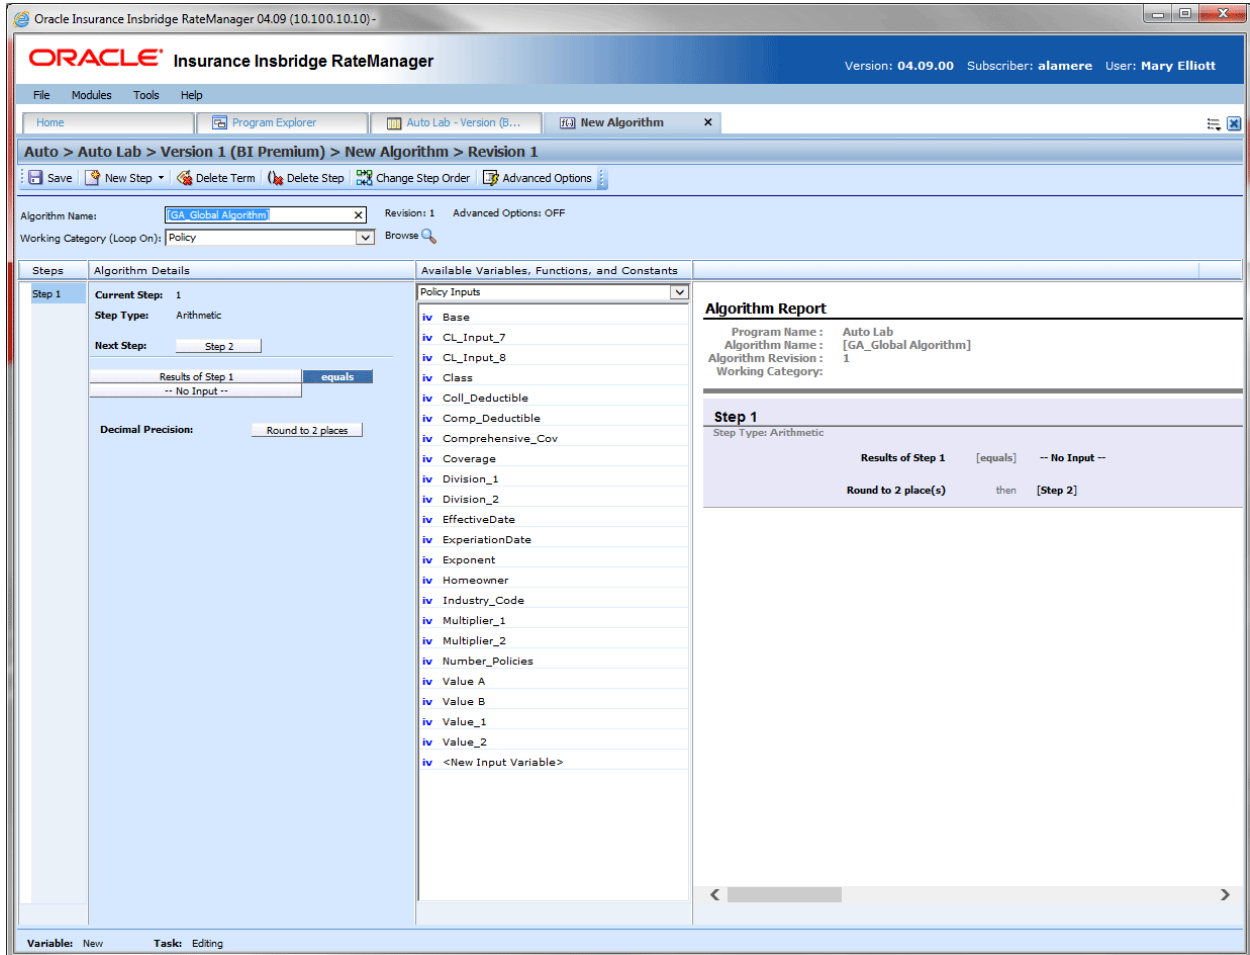 Oracle Insurance Insbridge RateManager 04.09 (10.100.10.10) -
ORACLE Insurance Insbridge RateManager
Version: 04.09.00 Subscriber: alamere User: Mary Elliott
File Modules Tools Help
Home Program Explorer Auto Lab - Version (B... f(x) New Algorithm x
Auto > Auto Lab > Version 1 (BI Premium) > New Algorithm > Revision 1
Save New Step Delete Term Delete Step Change Step Order Advanced Options
Algorithm Name: [GA_Global Algorithm] x Revision: 1 Advanced Options: OFF
Working Category (Loop On): Policy Browse
Steps Algorithm Details Available Variables, Functions, and Constants
Step 1
Current Step: 1
Step Type: Arithmetic
Next Step: Step 2
Results of Step 1 equals
-- No Input --
Decimal Precision: Round to 2 places
Policy Inputs
iv Base
iv CL_Input_7
iv CL_Input_8
iv Class
iv Coll_Deductible
iv Comp_Deductible
iv Comprehensive_Cov
iv Coverage
iv Division_1
iv Division_2
iv EffectiveDate
iv ExperiationDate
iv Exponent
iv Homeowner
iv Industry_Code
iv Multiplier_1
iv Multiplier_2
iv Number_Policies
iv Value A
iv Value B
iv Value_1
iv Value_2
iv <New Input Variable>
Algorithm Report
Program Name : Auto Lab
Algorithm Name : [GA_Global Algorithm]
Algorithm Revision : 1
Working Category:
Step 1
Step Type: Arithmetic
Results of Step 1 [equals] -- No Input --
Round to 2 place(s) then [Step 2]
Variable: New Task: Editing